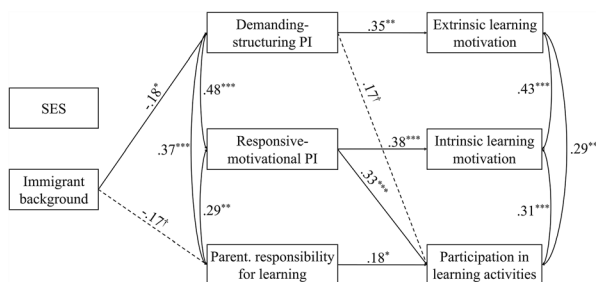 Demanding-
structuring PI
.35**
Extrinsic learning
motivation
-.18*
.17†
SES
.48***
.43***
.37***
Responsive-
motivational PI
.38***
Intrinsic learning
motivation
.29**
Immigrant
background
.33***
-.17†
.29**
.31***
Parent. responsibility
for learning
.18*
Participation in
learning activities